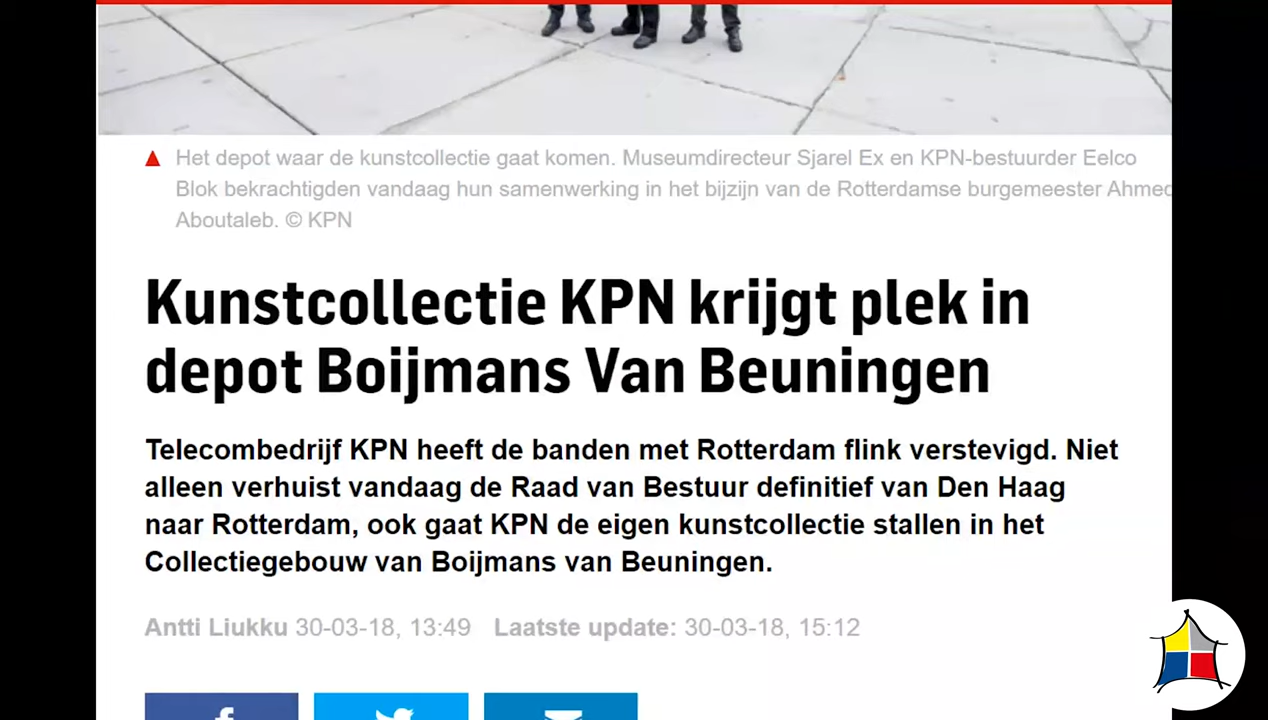 Het depot waar de kunstcollectie gaat komen. Museumdirecteur Sjarel Ex en KPN-bestuurder Eelco
Blok bekrachtigden vandaag hun samenwerking in het bijzijn van de Rotterdamse burgemeester Ahmed
Aboutaleb. © KPN
Kunstcollectie KPN krijgt plek in
depot Boijmans Van Beuningen
Telecombedrijf KPN heeft de banden met Rotterdam flink verstevigd. Niet
alleen verhuist vandaag de Raad van Bestuur definitief van Den Haag
naar Rotterdam, ook gaat KPN de eigen kunstcollectie stallen in het
Collectiegebouw van Boijmans van Beuningen.
Antti Liukku 30-03-18, 13:49 Laatste update: 30-03-18, 15:12